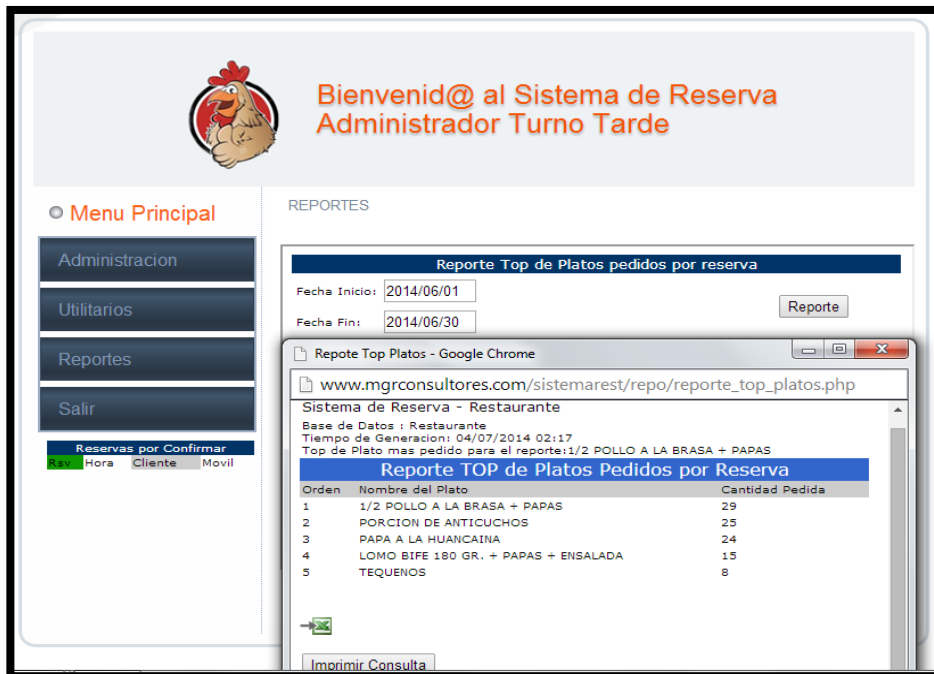 Bienvenid@ al Sistema de Reserva
Administrador Turno Tarde
Menu Principal
Administracion
Utilitarios
Reportes
Salir
Reservas por Confirmar
Rsv Hora Cliente Movil
REPORTES
Reporte Top de Platos pedidos por reserva
Fecha Inicio: 2014/06/01
Reporte
Fecha Fin: 2014/06/30
Repote Top Platos - Google Chrome
www.mgrconsultores.com/sistemarest/repo/reporte_top_platos.php
Sistema de Reserva - Restaurante
Base de Datos : Restaurante
Tiempo de Generacion: 04/07/2014 02:17
Top de Plato mas pedido para el reporte:1/2 POLLO A LA BRASA + PAPAS
Reporte TOP de Platos Pedidos por Reserva
Orden Nombre del Plato Cantidad Pedida
1 1/2 POLLO A LA BRASA + PAPAS 29
2 PORCION DE ANTICUCHOS 25
3 PAPA A LA HUANCAINA 24
4 LOMO BIFE 180 GR. + PAPAS + ENSALADA 15
5 TEQUENOS 8
Imprimir Consulta